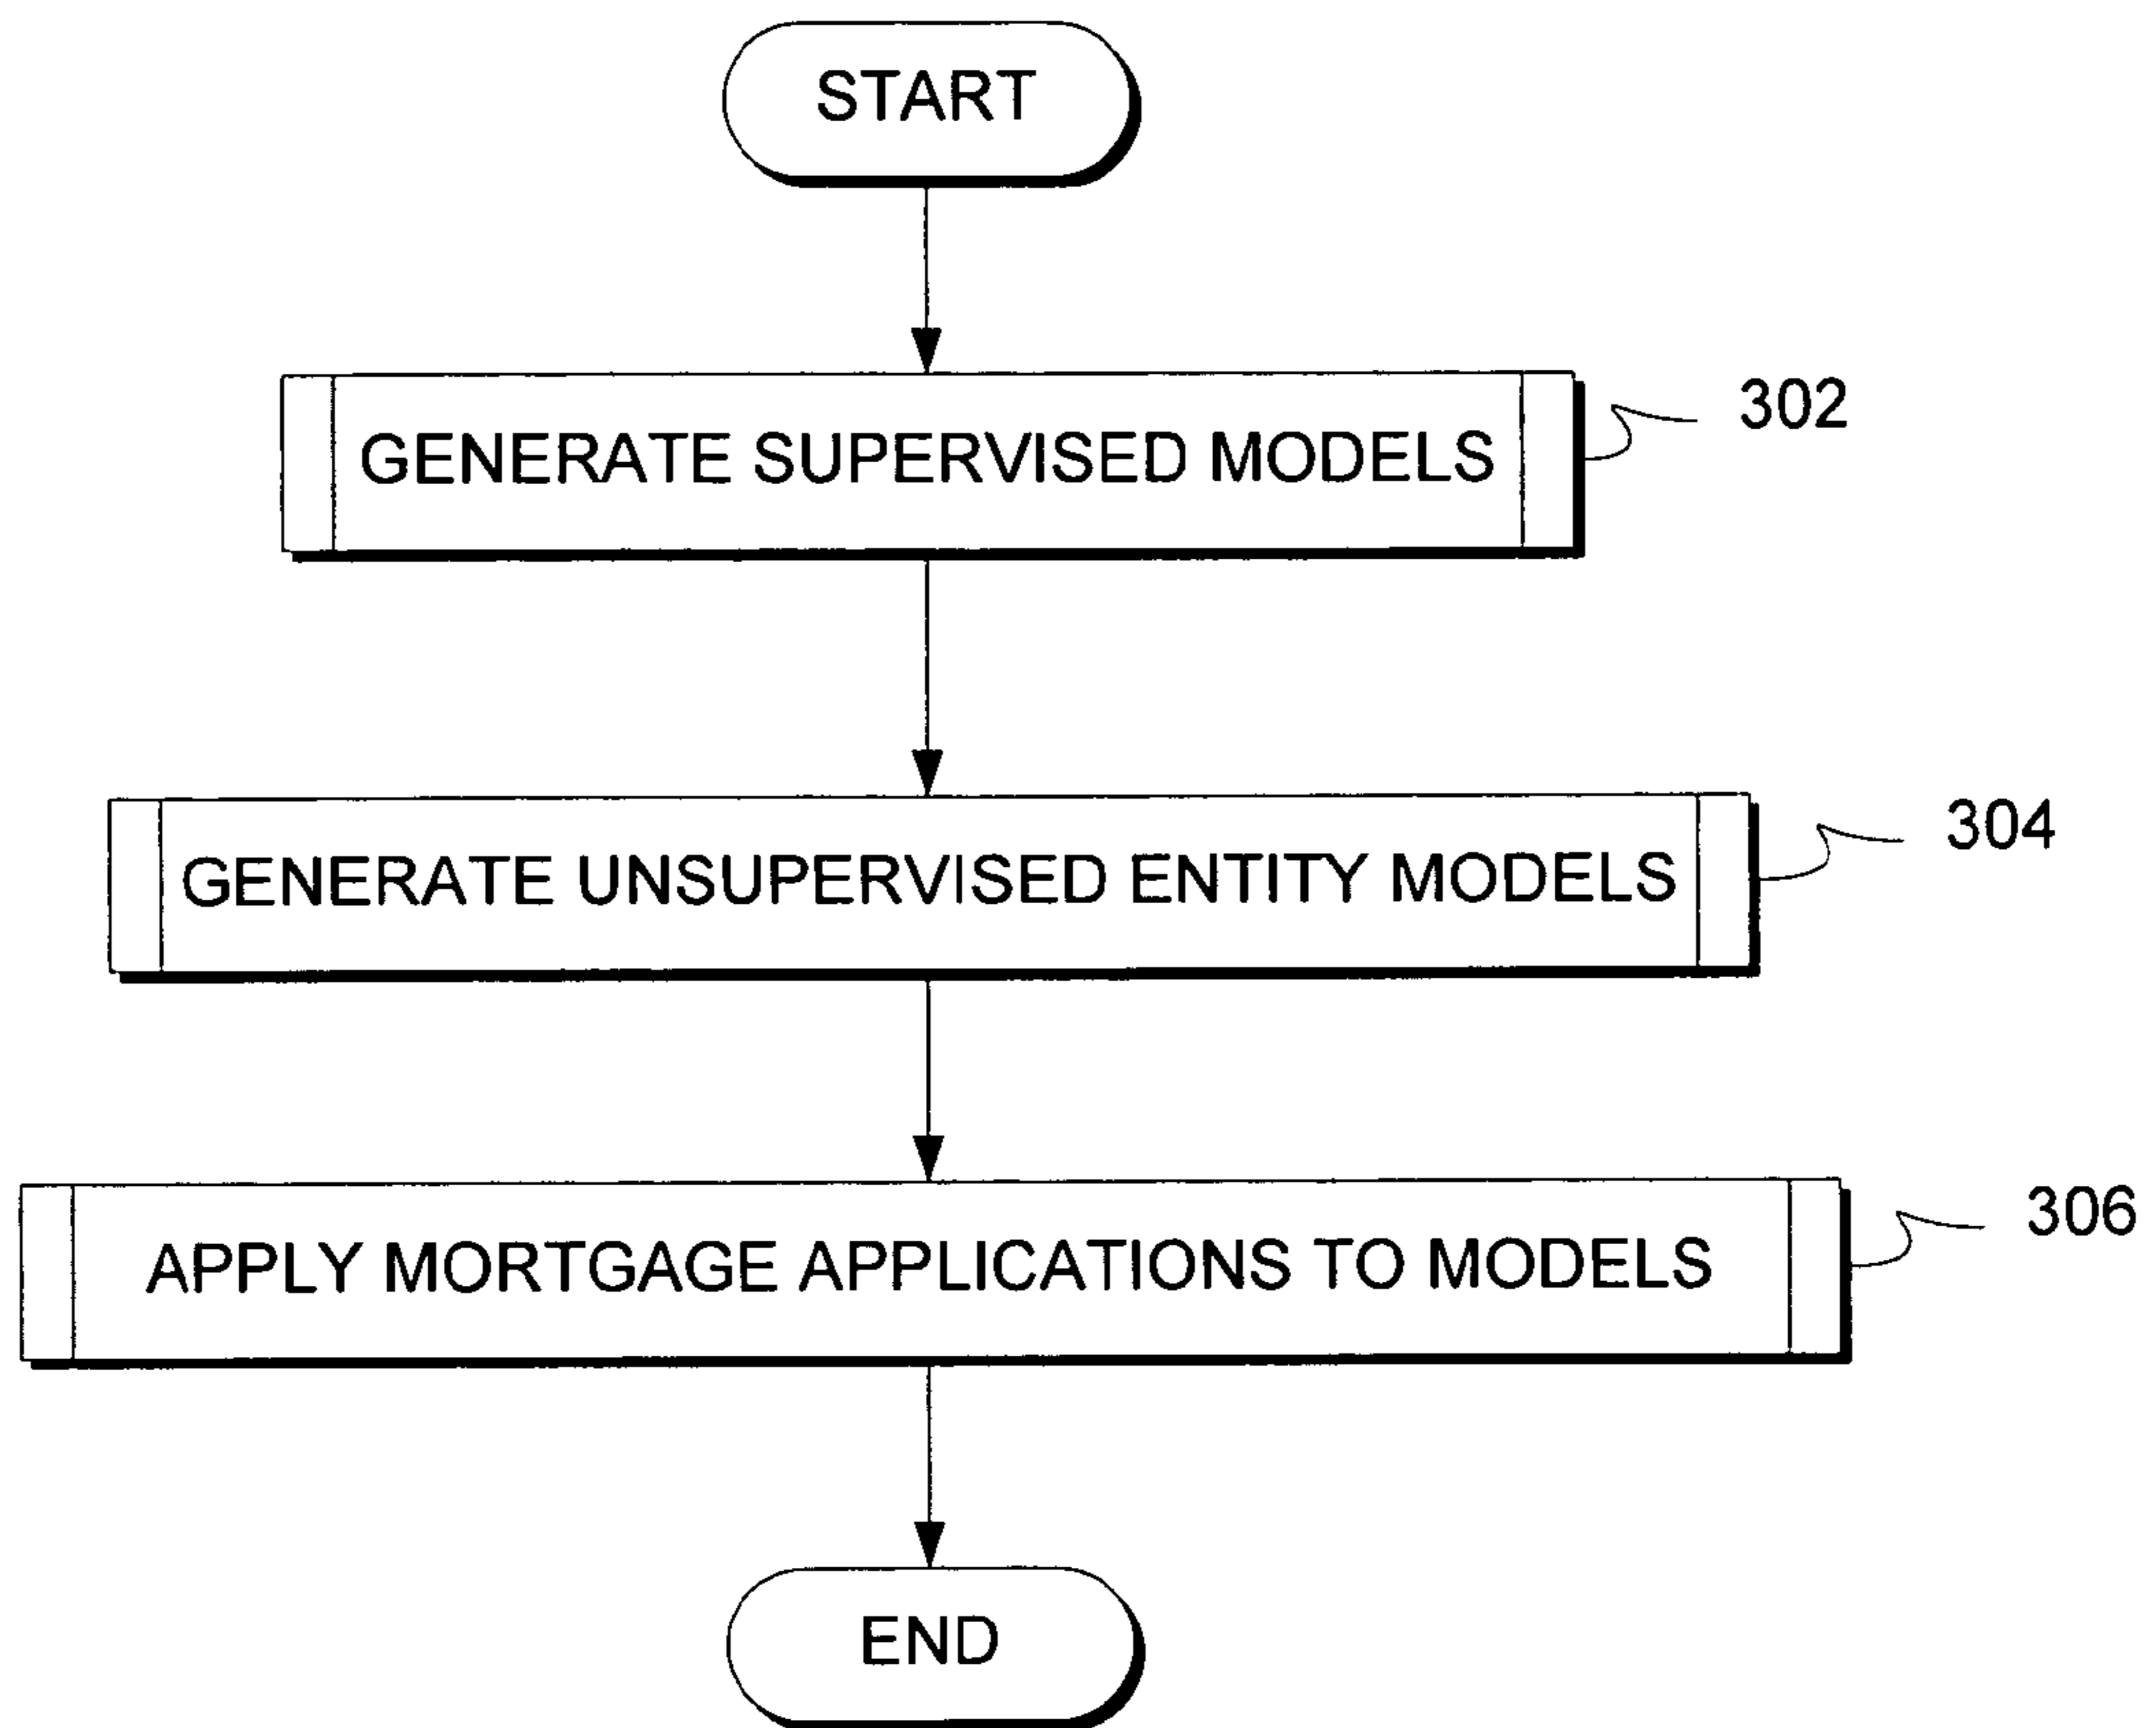 START
GENERATE SUPERVISED MODELS
302
GENERATE UNSUPERVISED ENTITY MODELS
304
APPLY MORTGAGE APPLICATIONS TO MODELS
306
END